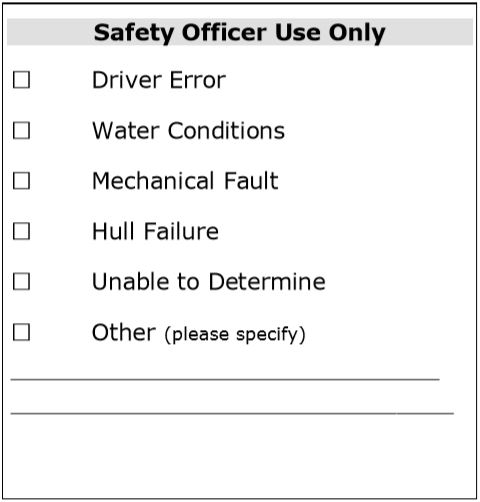 Safety Officer Use Only
☐ Driver Error
☐ Water Conditions
☐ Mechanical Fault
☐ Hull Failure
☐ Unable to Determine
☐ Other (please specify)